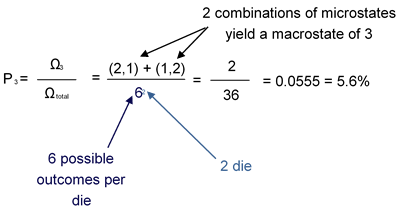 2 combinations of microstates
yield a macrostate of 3
P₃ = Ω₃ / Ω total = (2,1) + (1,2) / 6² = 2 / 36 = 0.0555 = 5.6%
6 possible
outcomes per
die
2 die